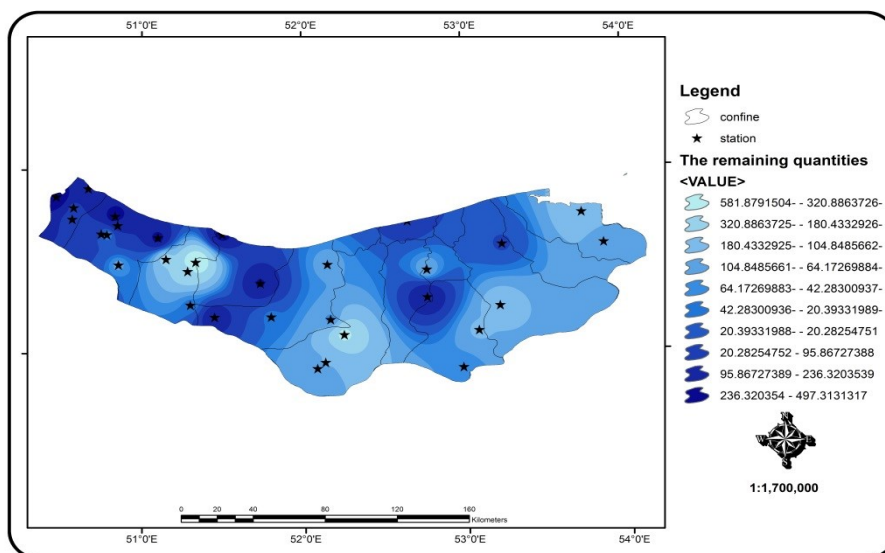 51°0'E 52°0'E 53°0'E 54°0'E
Legend
confine
station
The remaining quantities
<VALUE>
581.8791504- - 320.8863726-
320.8863725- - 180.4332926-
180.4332925- - 104.8485662-
104.8485661- - 64.17269884-
64.17269883- - 42.28300937-
42.28300936- - 20.39331989-
20.39331988- - 20.28254751
20.28254752 - 95.86727388
95.86727389 - 236.3203539
236.320354 - 497.3131317
N
W E
S
1:1,700,000
0 10 20 40 80 120 160
Kilometers
51°0'E 52°0'E 53°0'E 54°0'E